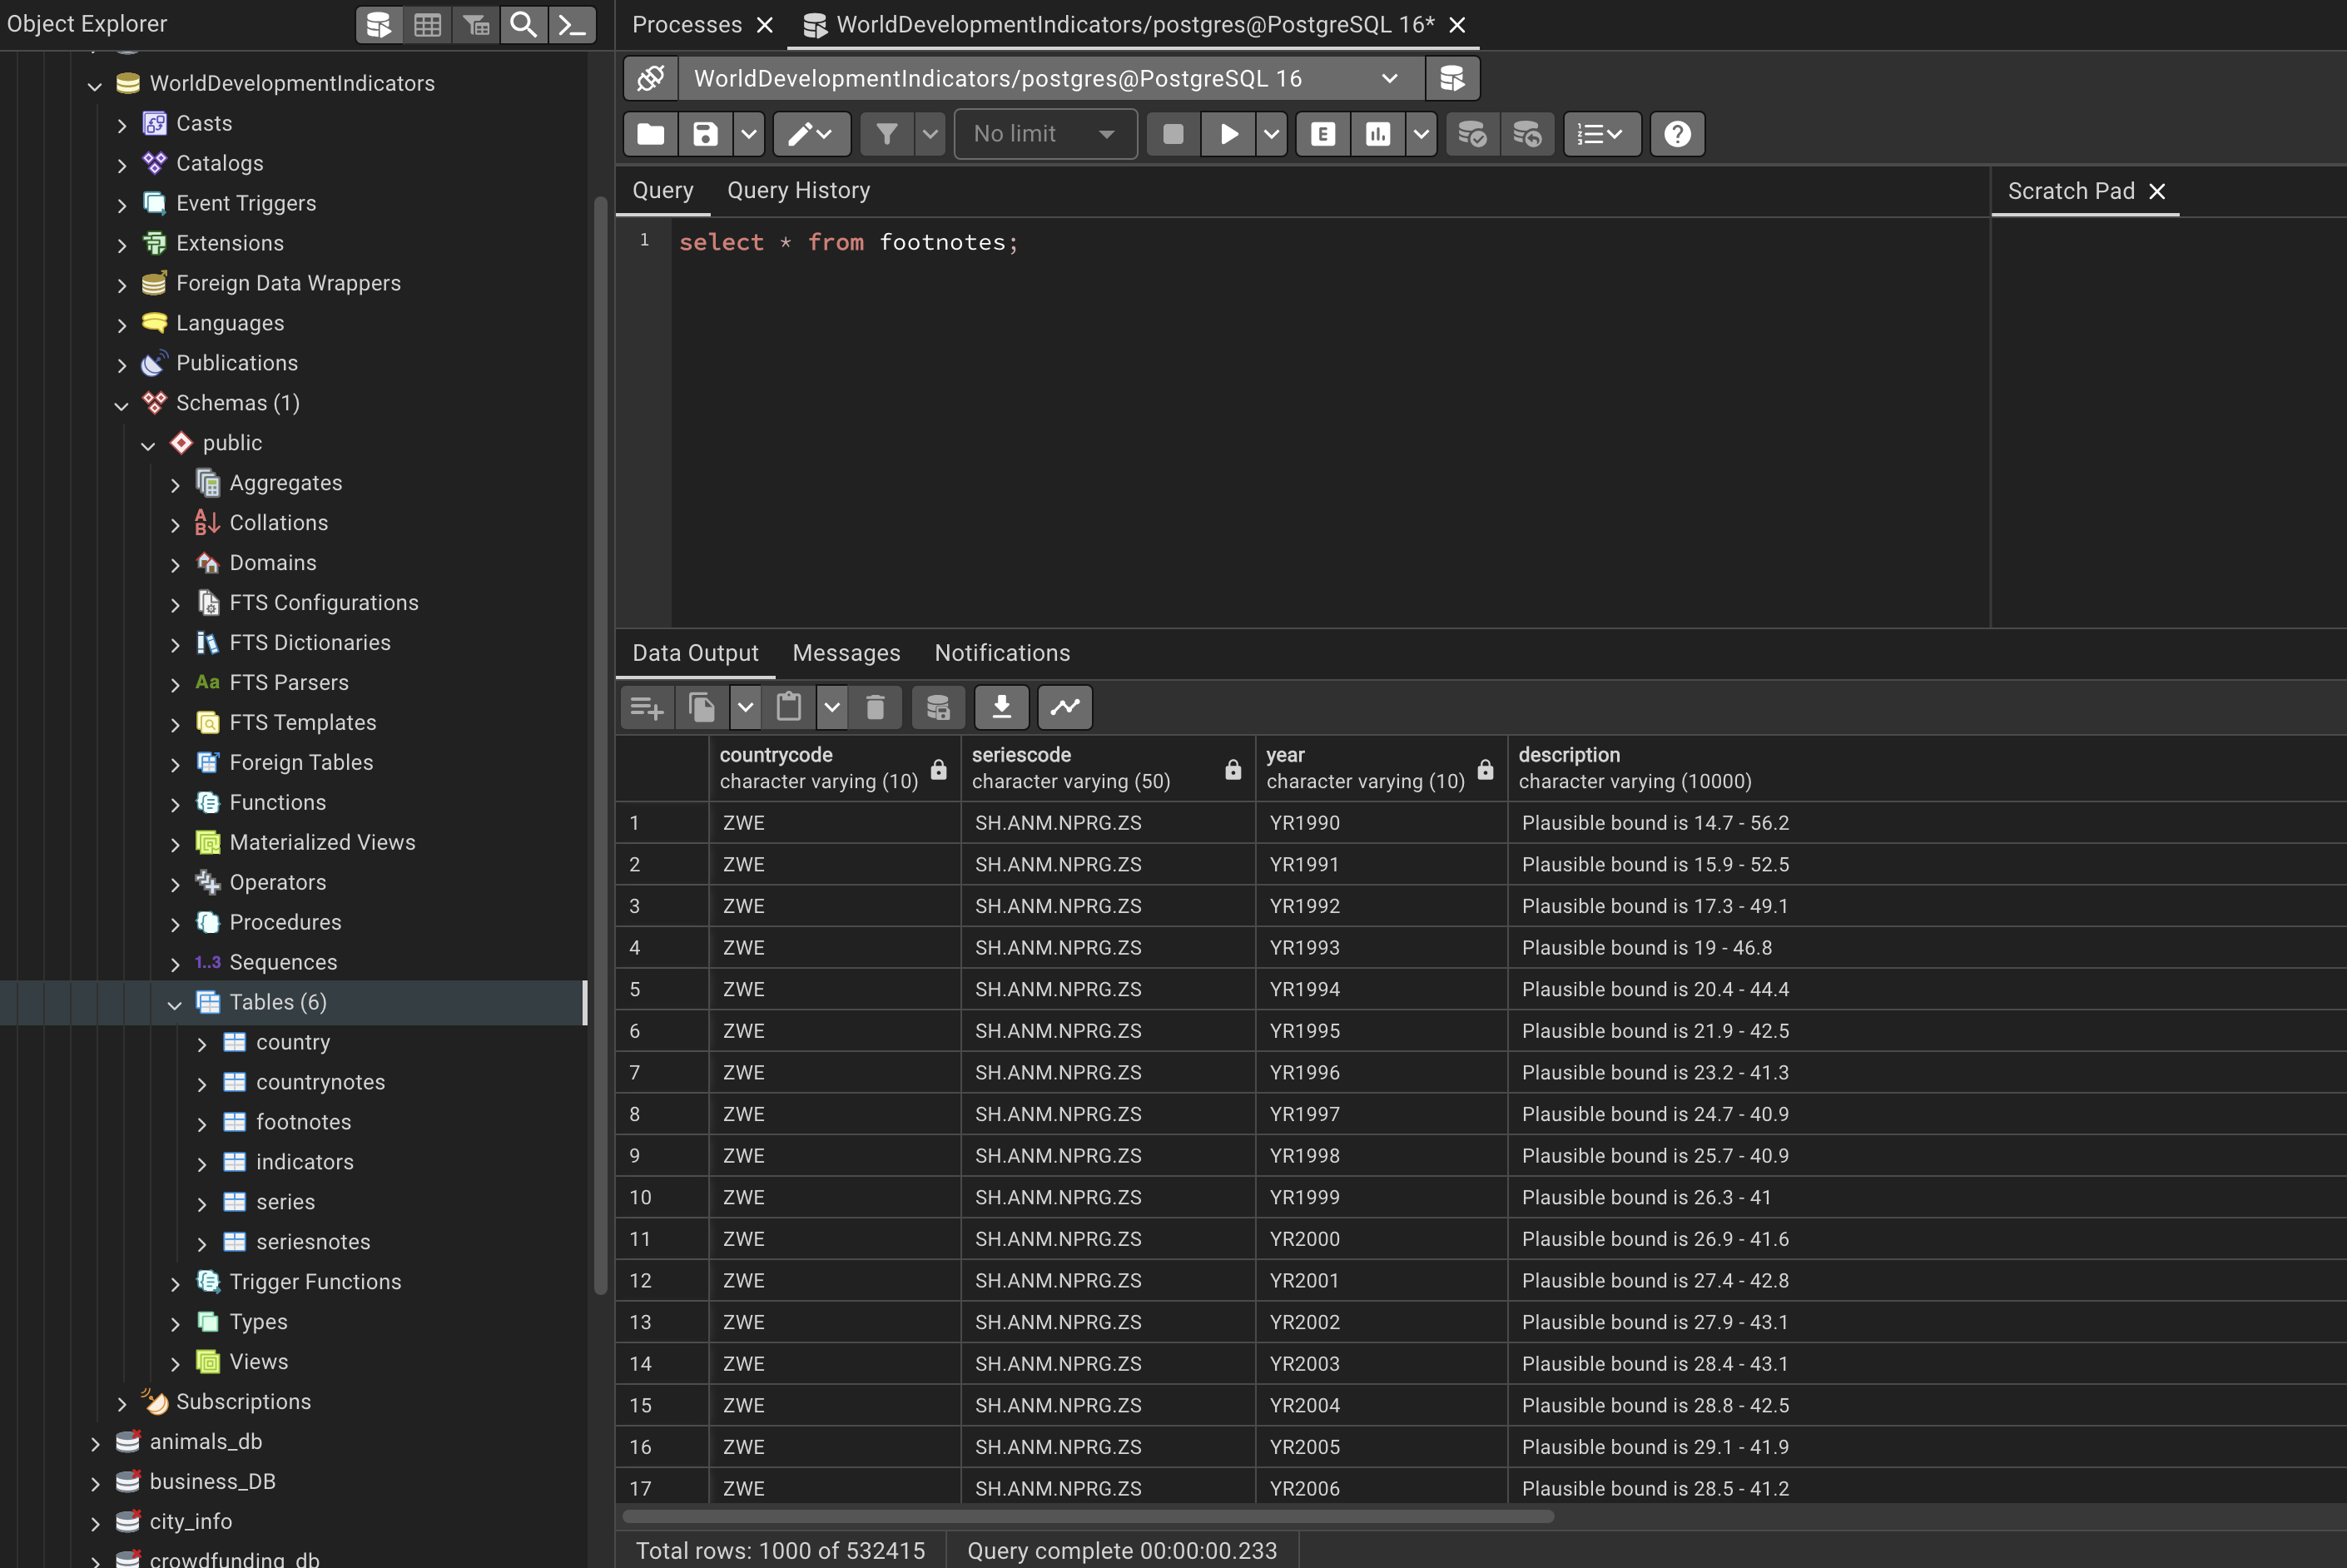 Object Explorer
WorldDevelopmentIndicators
Casts
Catalogs
Event Triggers
Extensions
Foreign Data Wrappers
Languages
Publications
Schemas (1)
public
Aggregates
Collations
Domains
FTS Configurations
FTS Dictionaries
Aa FTS Parsers
FTS Templates
Foreign Tables
Functions
Materialized Views
Operators
Procedures
1..3 Sequences
Tables (6)
country
countrynotes
footnotes
indicators
series
seriesnotes
Trigger Functions
Types
Views
Subscriptions
animals_db
business_DB
city_info
crowdfunding_db
Processes
WorldDevelopmentIndicators/postgres@PostgreSQL 16*
WorldDevelopmentIndicators/postgres@PostgreSQL 16
No limit
E
Query Query History
Scratch Pad
1 select * from footnotes;
Data Output Messages Notifications
countrycode seriescode year description
character varying (10) character varying (50) character varying (10) character varying (10000)
1 ZWE SH.ANM.NPRG.ZS YR1990 Plausible bound is 14.7 - 56.2
2 ZWE SH.ANM.NPRG.ZS YR1991 Plausible bound is 15.9 - 52.5
3 ZWE SH.ANM.NPRG.ZS YR1992 Plausible bound is 17.3 - 49.1
4 ZWE SH.ANM.NPRG.ZS YR1993 Plausible bound is 19 - 46.8
5 ZWE SH.ANM.NPRG.ZS YR1994 Plausible bound is 20.4 - 44.4
6 ZWE SH.ANM.NPRG.ZS YR1995 Plausible bound is 21.9 - 42.5
7 ZWE SH.ANM.NPRG.ZS YR1996 Plausible bound is 23.2 - 41.3
8 ZWE SH.ANM.NPRG.ZS YR1997 Plausible bound is 24.7 - 40.9
9 ZWE SH.ANM.NPRG.ZS YR1998 Plausible bound is 25.7 - 40.9
10 ZWE SH.ANM.NPRG.ZS YR1999 Plausible bound is 26.3 - 41
11 ZWE SH.ANM.NPRG.ZS YR2000 Plausible bound is 26.9 - 41.6
12 ZWE SH.ANM.NPRG.ZS YR2001 Plausible bound is 27.4 - 42.8
13 ZWE SH.ANM.NPRG.ZS YR2002 Plausible bound is 27.9 - 43.1
14 ZWE SH.ANM.NPRG.ZS YR2003 Plausible bound is 28.4 - 43.1
15 ZWE SH.ANM.NPRG.ZS YR2004 Plausible bound is 28.8 - 42.5
16 ZWE SH.ANM.NPRG.ZS YR2005 Plausible bound is 29.1 - 41.9
17 ZWE SH.ANM.NPRG.ZS YR2006 Plausible bound is 28.5 - 41.2
Total rows: 1000 of 532415 Query complete 00:00:00.233